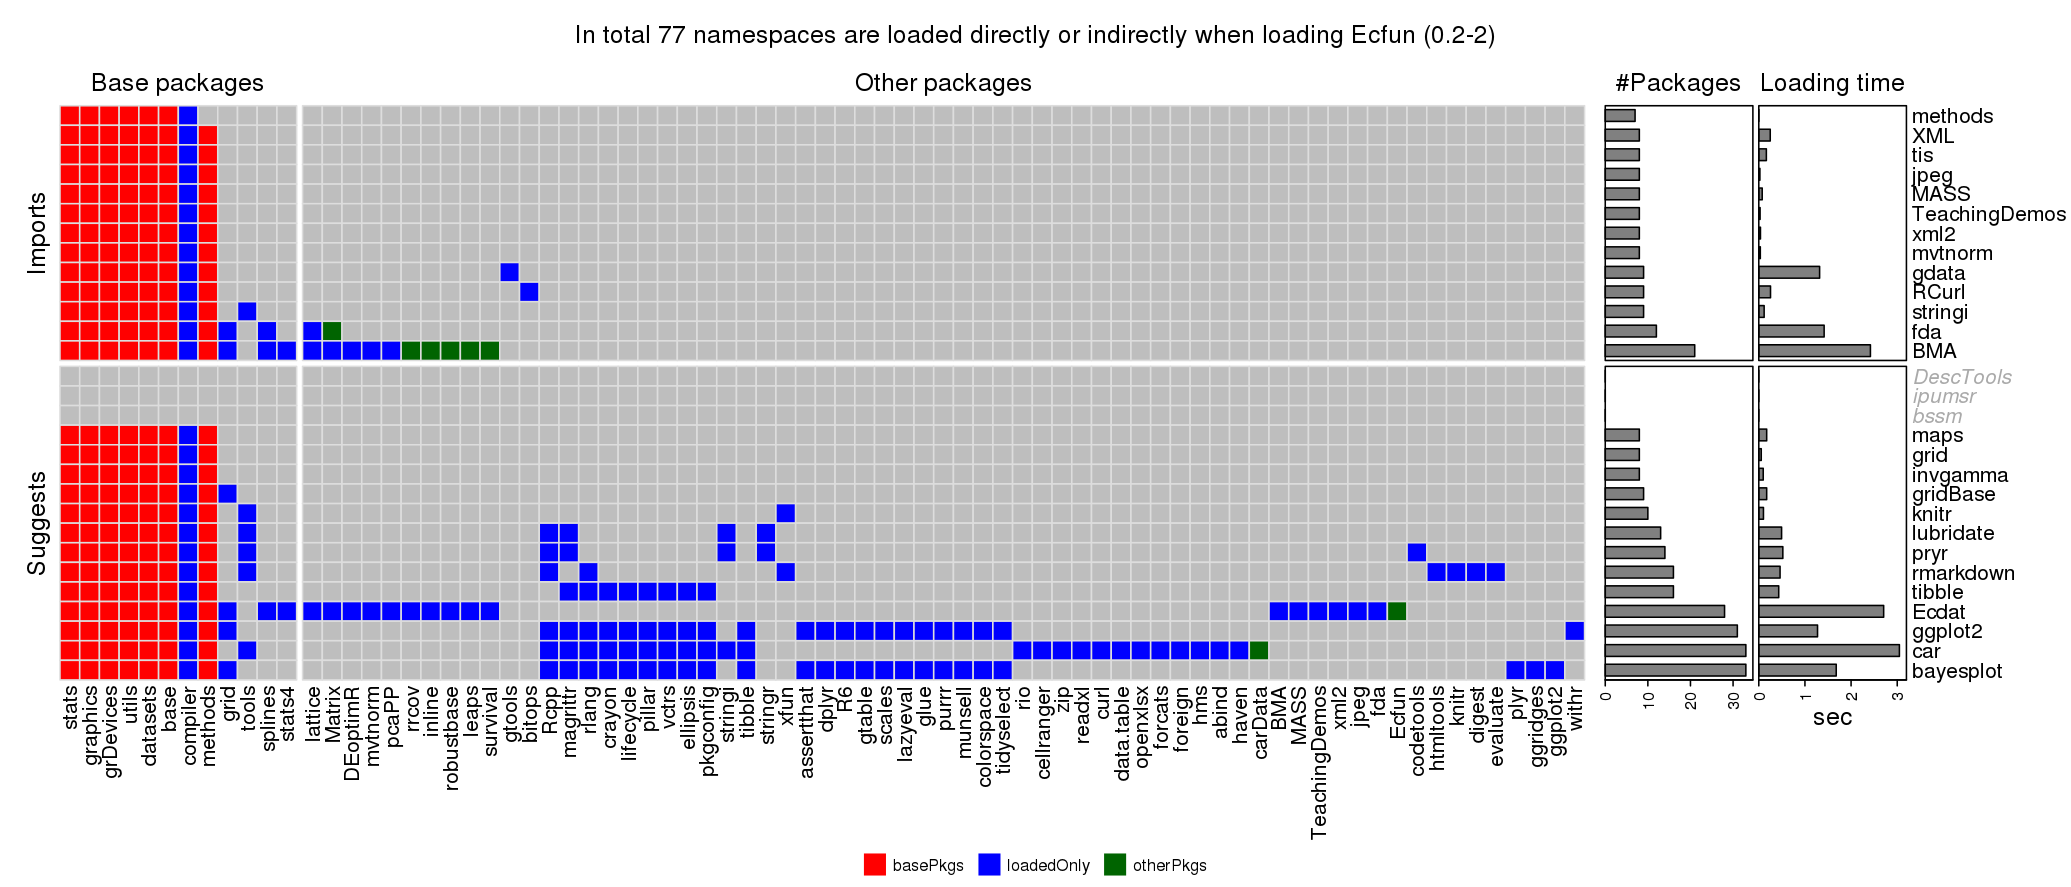 In total 77 namespaces are loaded directly or indirectly when loading Ecfun (0.2-2)
Base packages
Other packages
#Packages
Loading time
Imports
methods
XML
tis
jpeg
MASS
TeachingDemos
xml2
mvtnorm
gdata
RCurl
stringi
fda
BMA
Suggests
DescTools
ipumsr
bssm
maps
grid
invgamma
gridBase
knitr
lubridate
pryr
rmarkdown
tibble
Ecdat
ggplot2
car
bayesplot
stats
graphics
grDevices
utils
datasets
base
compiler
methods
grid
tools
splines
stats4
lattice
Matrix
DEoptimR
mvtnorm
pcaPP
rrcov
inline
robustbase
leaps
survival
gtools
bitops
Rcpp
magrittr
rlang
crayon
lifecycle
pillar
vctrs
ellipsis
pkgconfig
stringi
tibble
stringr
xfun
assertthat
dplyr
R6
gtable
scales
lazyeval
glue
purrr
munsell
colorspace
tidyselect
rio
cellranger
zip
readxl
curl
data.table
openxlsx
forcats
foreign
hms
abind
haven
carData
BMA
MASS
TeachingDemos
xml2
jpeg
fda
Ecfun
codetools
htmltools
knitr
digest
evaluate
plyr
ggridges
ggplot2
withr
0 10 20 30
0 1 2 3
sec
basePkgs
loadedOnly
otherPkgs